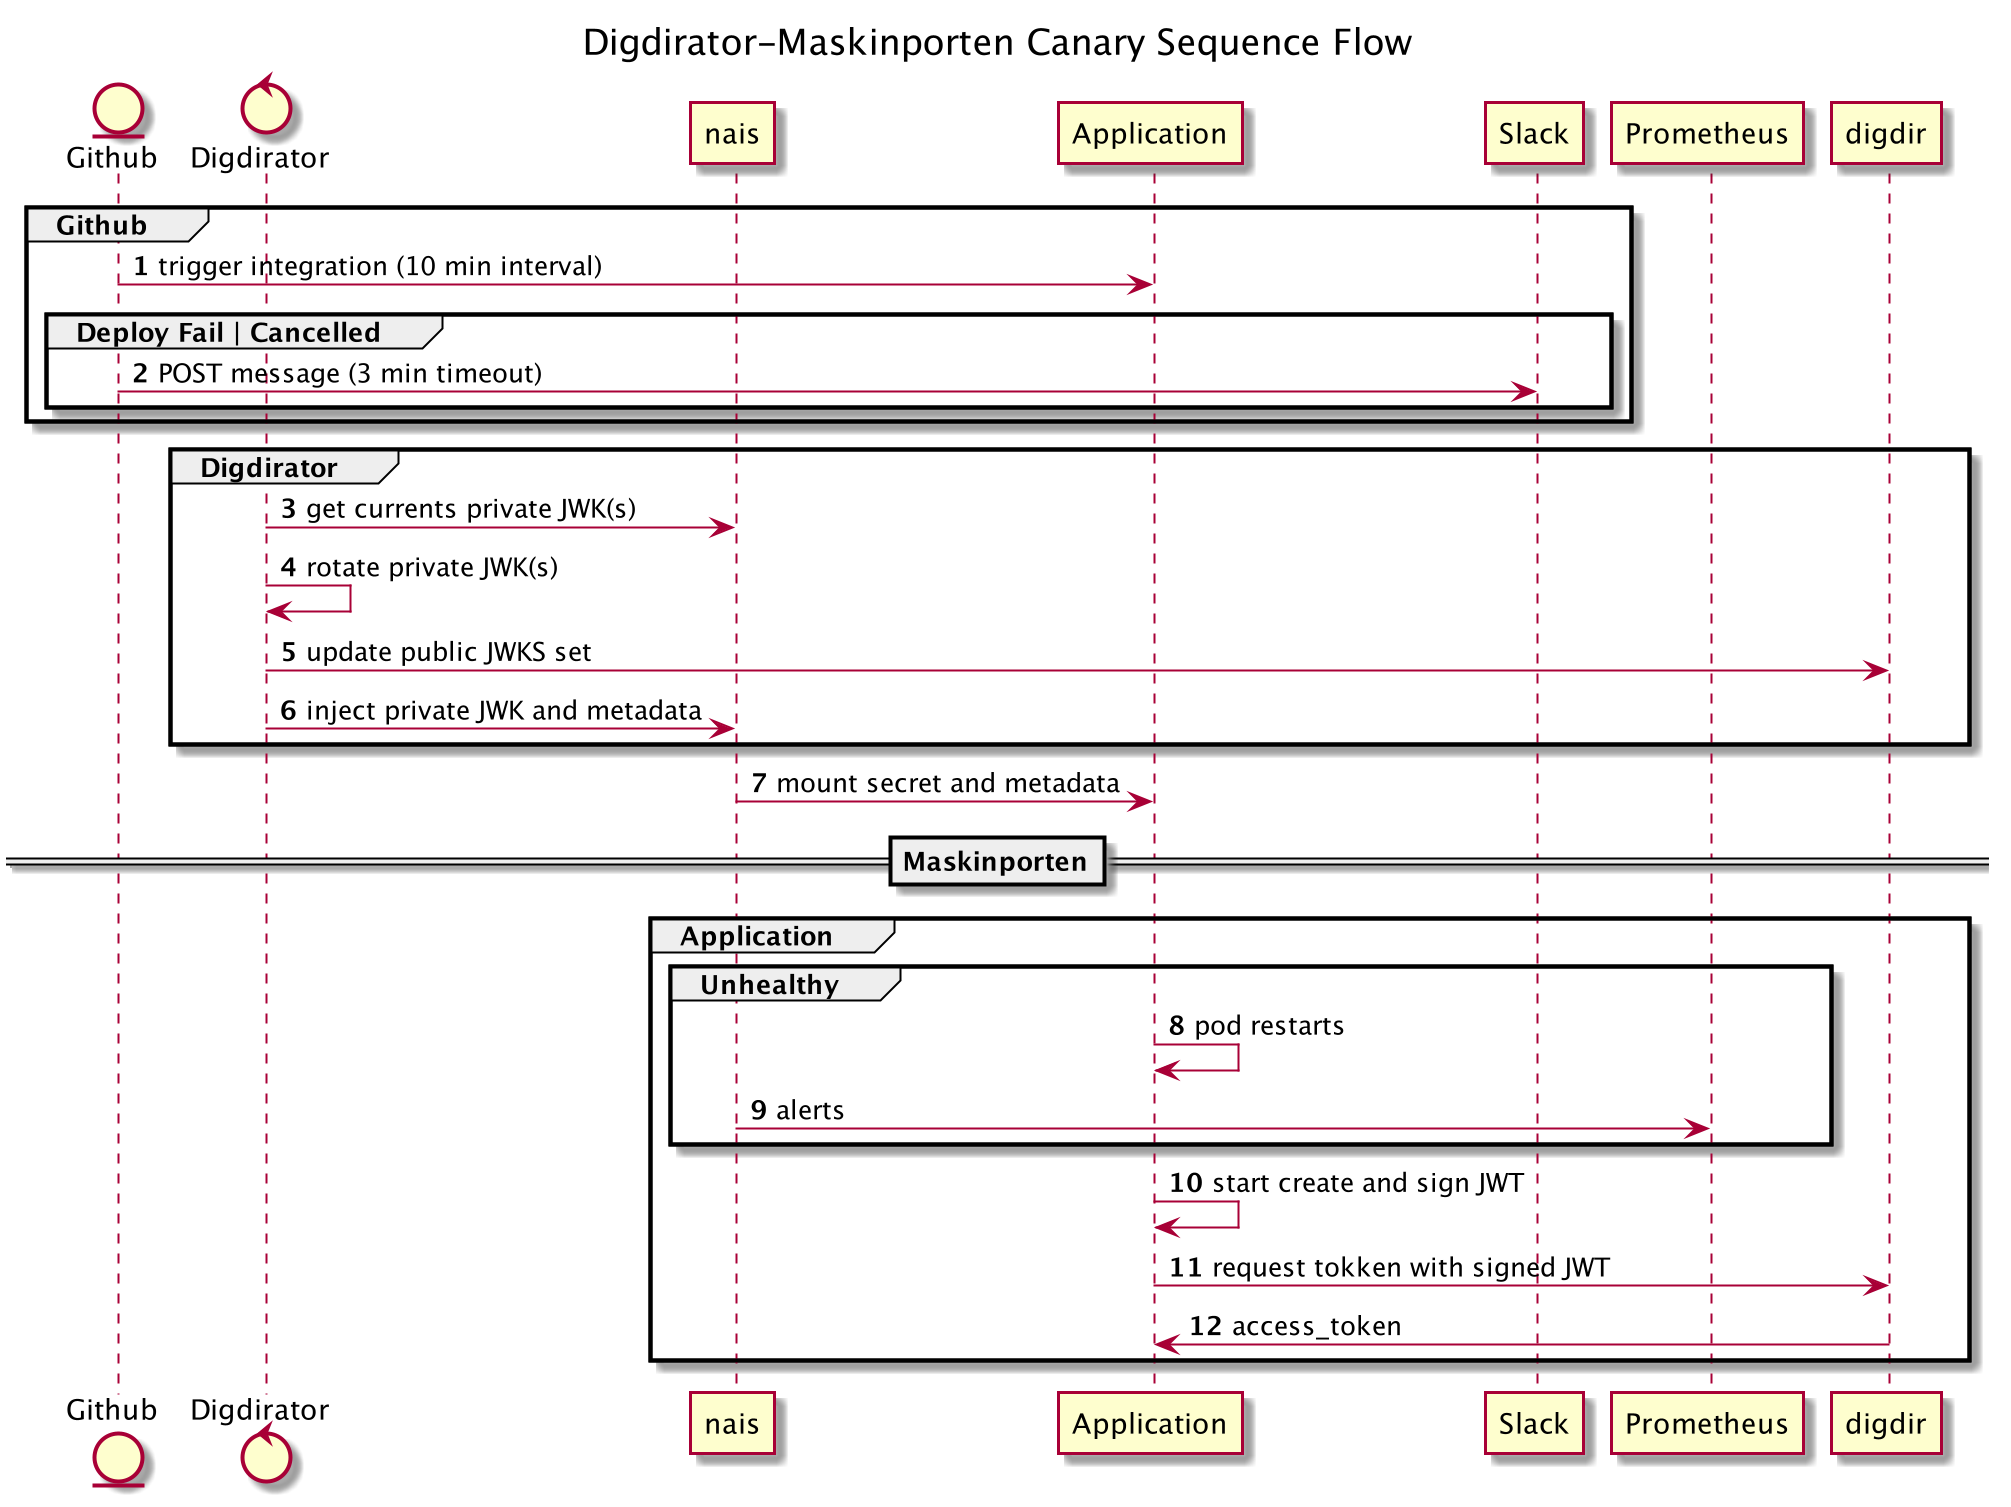 Digdirator-Maskinporten Canary Sequence Flow
Github
Digdirator
nais
Application
Slack
Prometheus
digdir
Github
1 trigger integration (10 min interval)
Deploy Fail | Cancelled
2 POST message (3 min timeout)
Digdirator
3 get currents private JWK(s)
4 rotate private JWK(s)
5 update public JWKS set
6 inject private JWK and metadata
7 mount secret and metadata
Maskinporten
Application
Unhealthy
8 pod restarts
9 alerts
10 start create and sign JWT
11 request tokken with signed JWT
12 access_token
Github
Digdirator
nais
Application
Slack
Prometheus
digdir